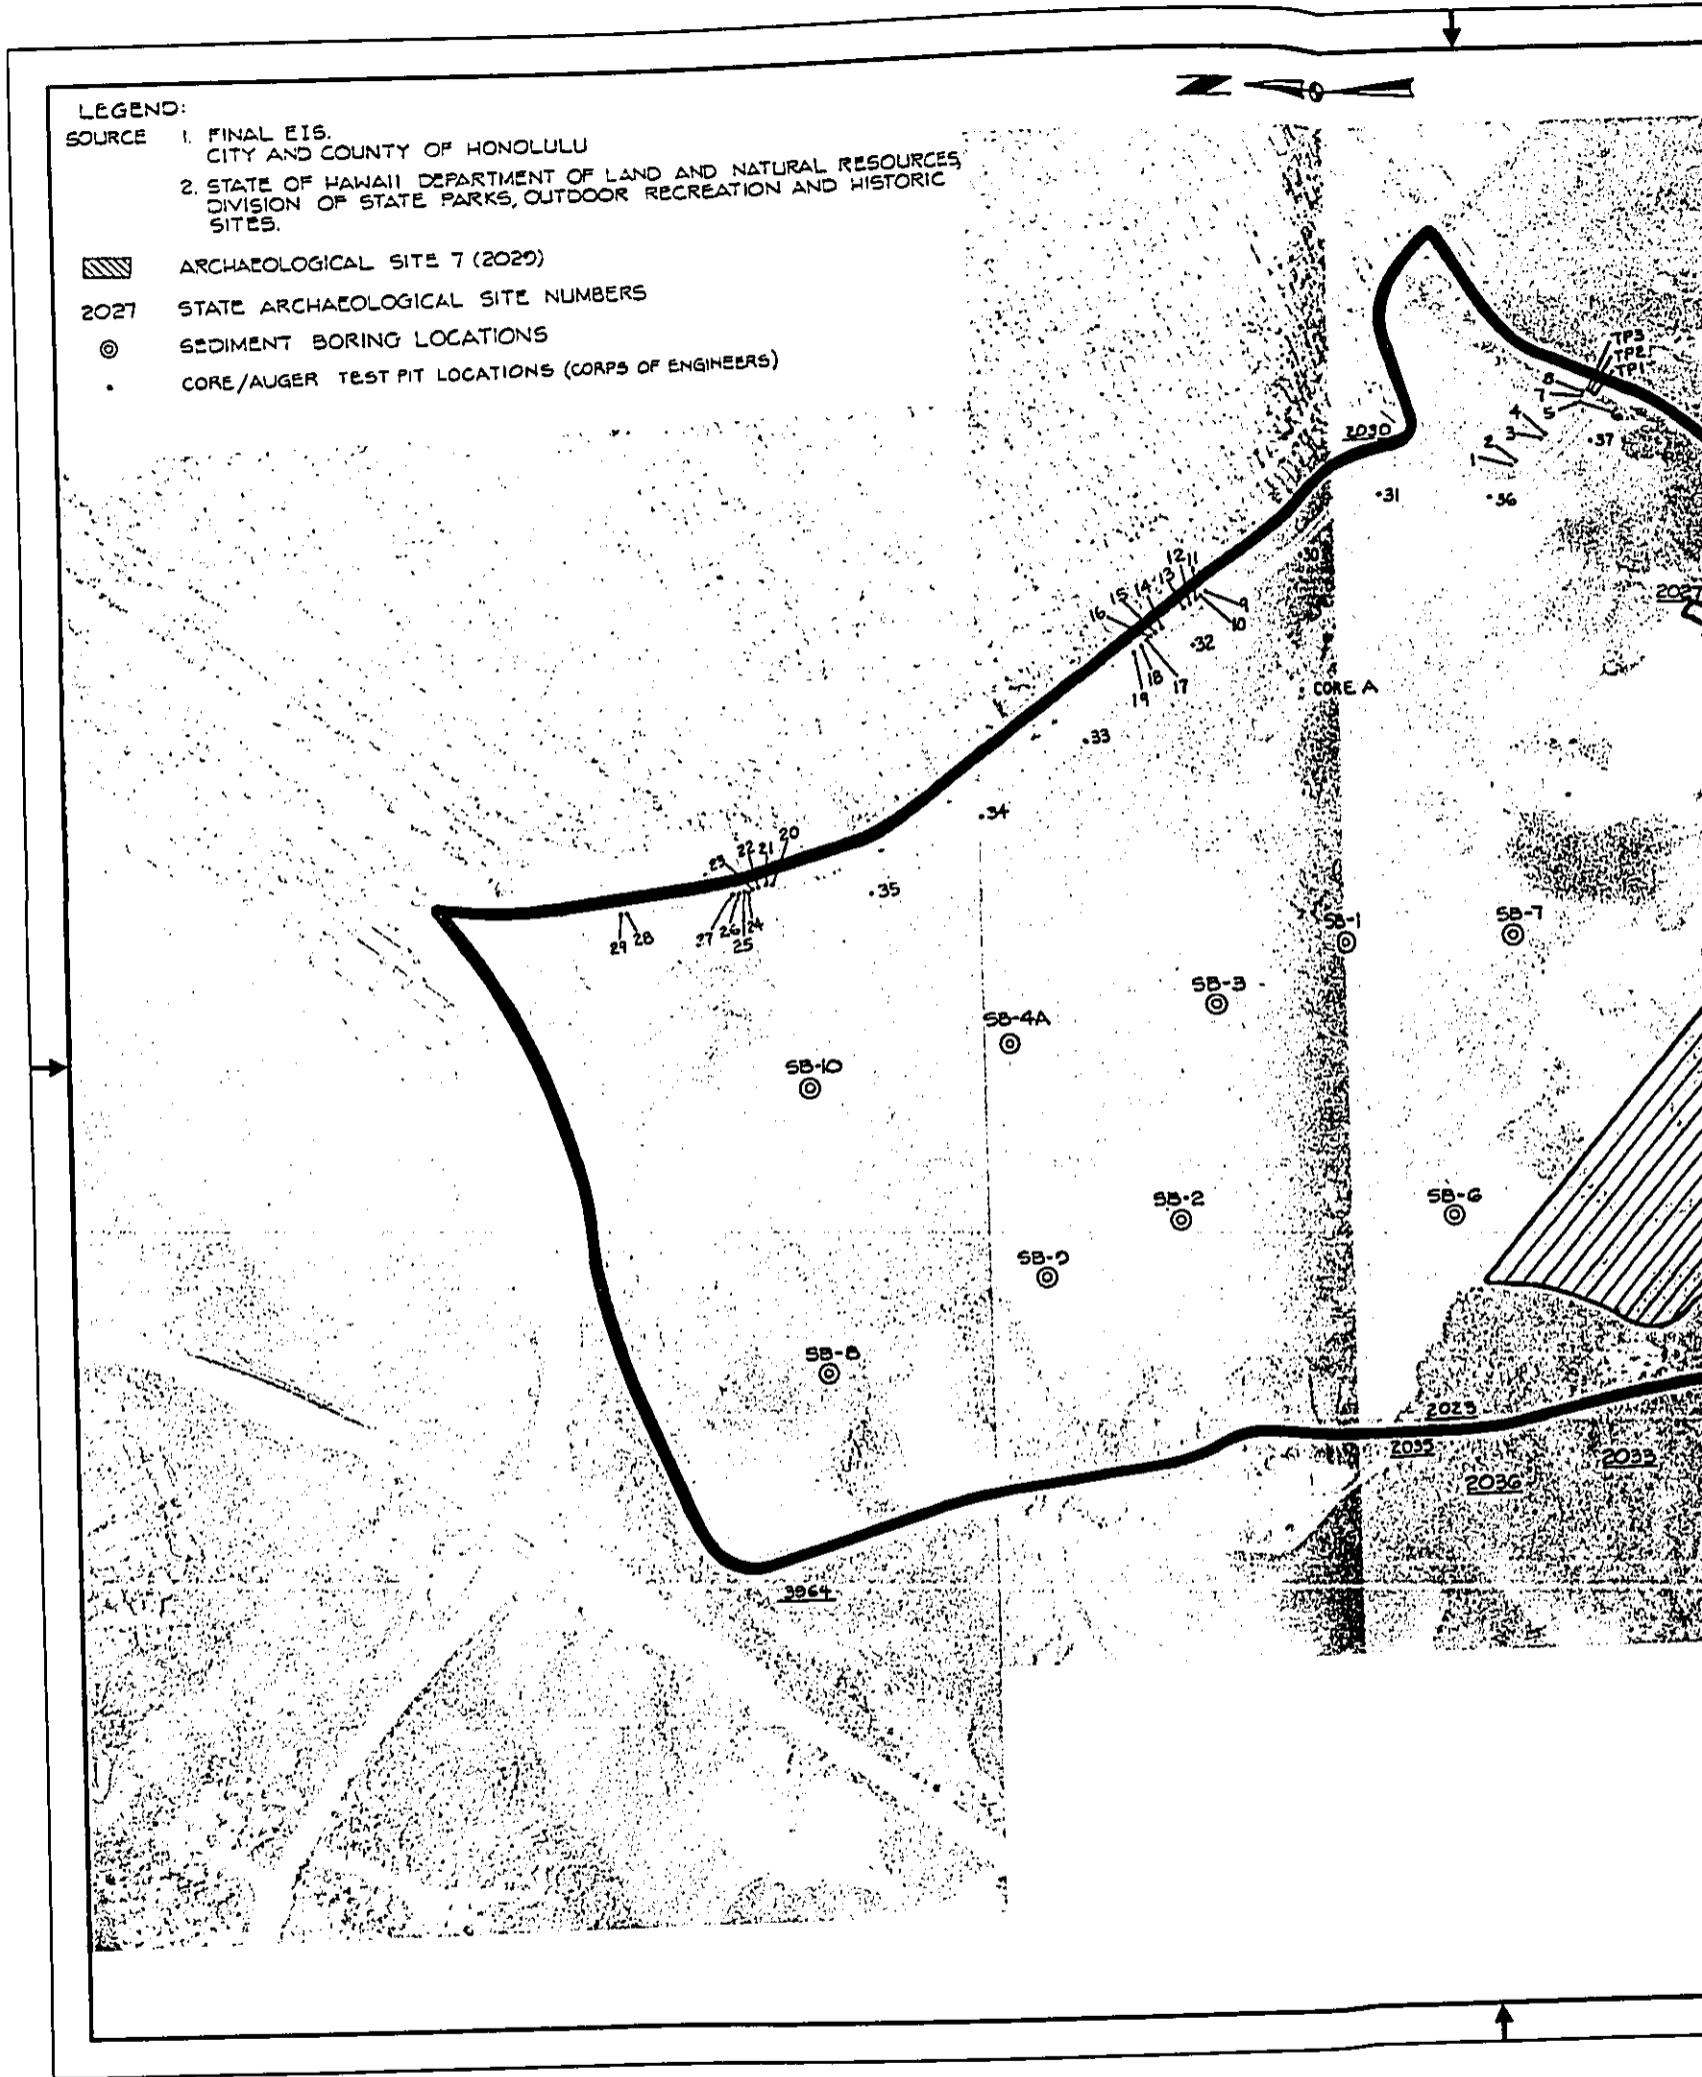 N
LEGEND:
SOURCE 1. FINAL EIS.
CITY AND COUNTY OF HONOLULU
2. STATE OF HAWAII DEPARTMENT OF LAND AND NATURAL RESOURCES,
DIVISION OF STATE PARKS, OUTDOOR RECREATION AND HISTORIC
SITES.
ARCHAEOLOGICAL SITE 7 (2029)
2027 STATE ARCHAEOLOGICAL SITE NUMBERS
SEDIMENT BORING LOCATIONS
CORE/AUGER TEST PIT LOCATIONS (CORPS OF ENGINEERS)
TP3
TP2
TP1
8
7
5
6
4
3
2
1
37
36
2030
31
30
2027
12
11
13
14
15
16
9
10
32
17
18
19
CORE A
33
34
20
21
22
23
35
24
25
26
27
28
29
SB-1
SB-7
SB-3
SB-4A
SB-10
SB-2
SB-6
SB-9
SB-8
2023
2035
2033
2036
3964